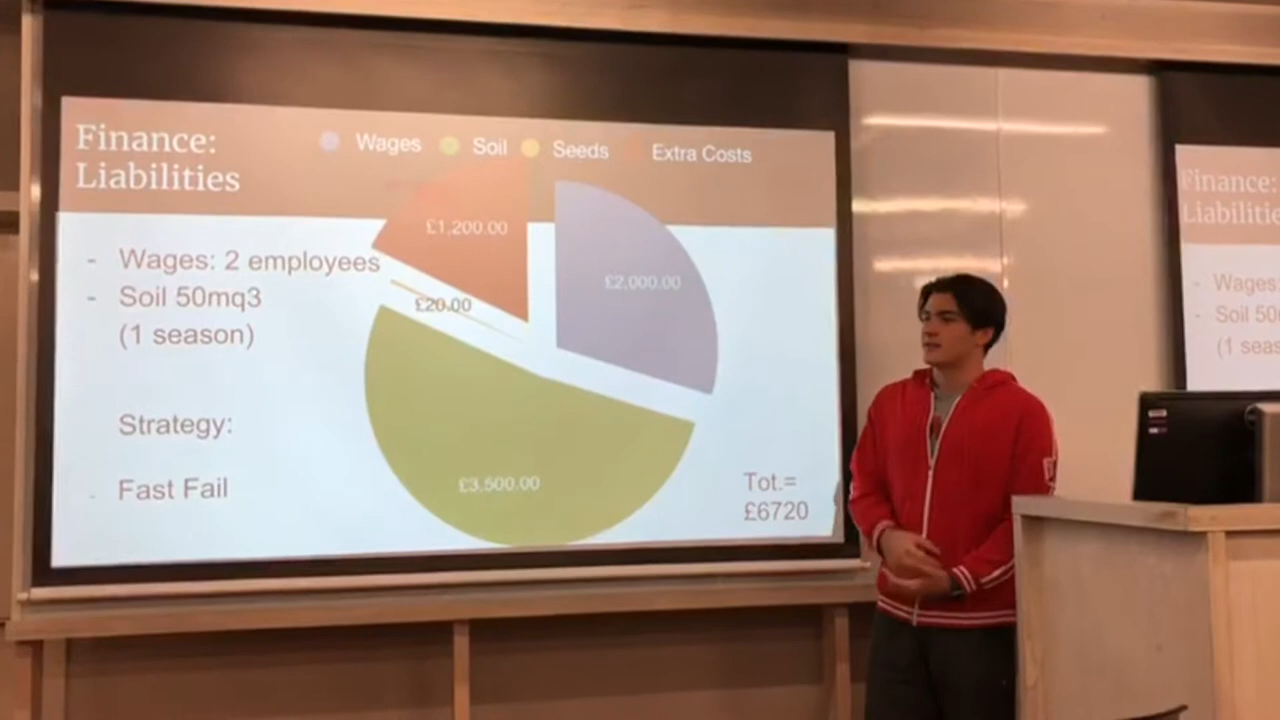 Finance:
Liabilities
Wages Soil Seeds Extra Costs
£1,200.00
£2,000.00
£20.00
£3,500.00
- Wages: 2 employees
- Soil 50mq3
(1 season)
Strategy:
- Fast Fail
Tot.=
£6720
Finance:
Liabilitie
- Wages:
- Soil 50
(1 seas